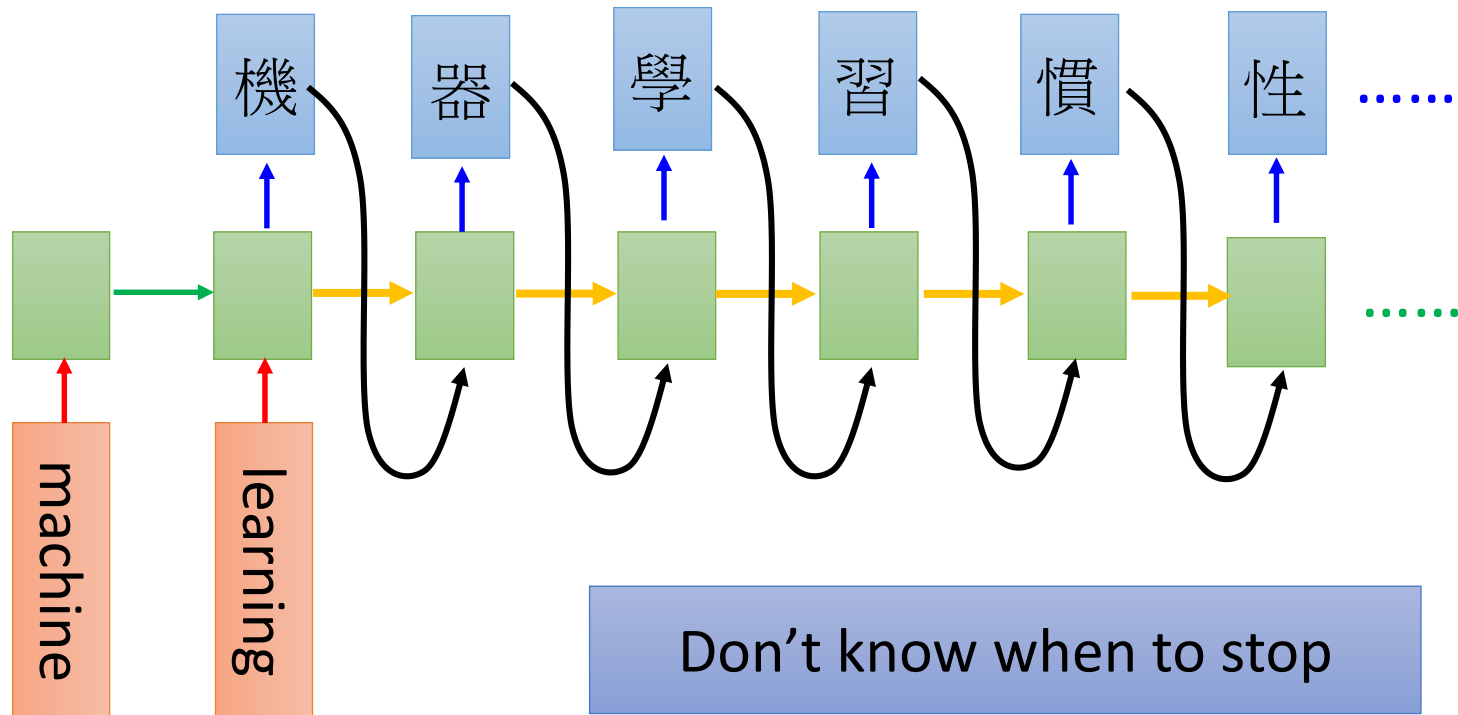 機 器 學 習 慣 性 ......
......
machine
learning
Don't know when to stop